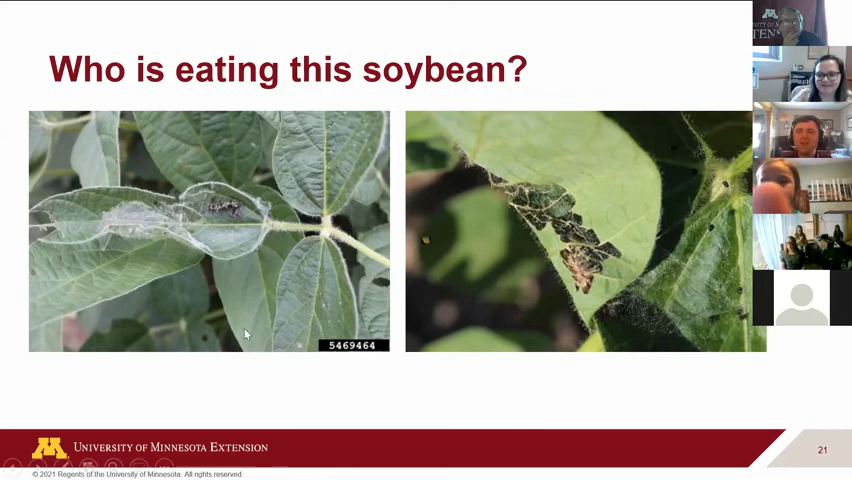 Who is eating this soybean?
5469464
UNIVERSITY OF MINNESOTA EXTENSION
21
© 2021 Regents of the University of Minnesota. All rights reserved.